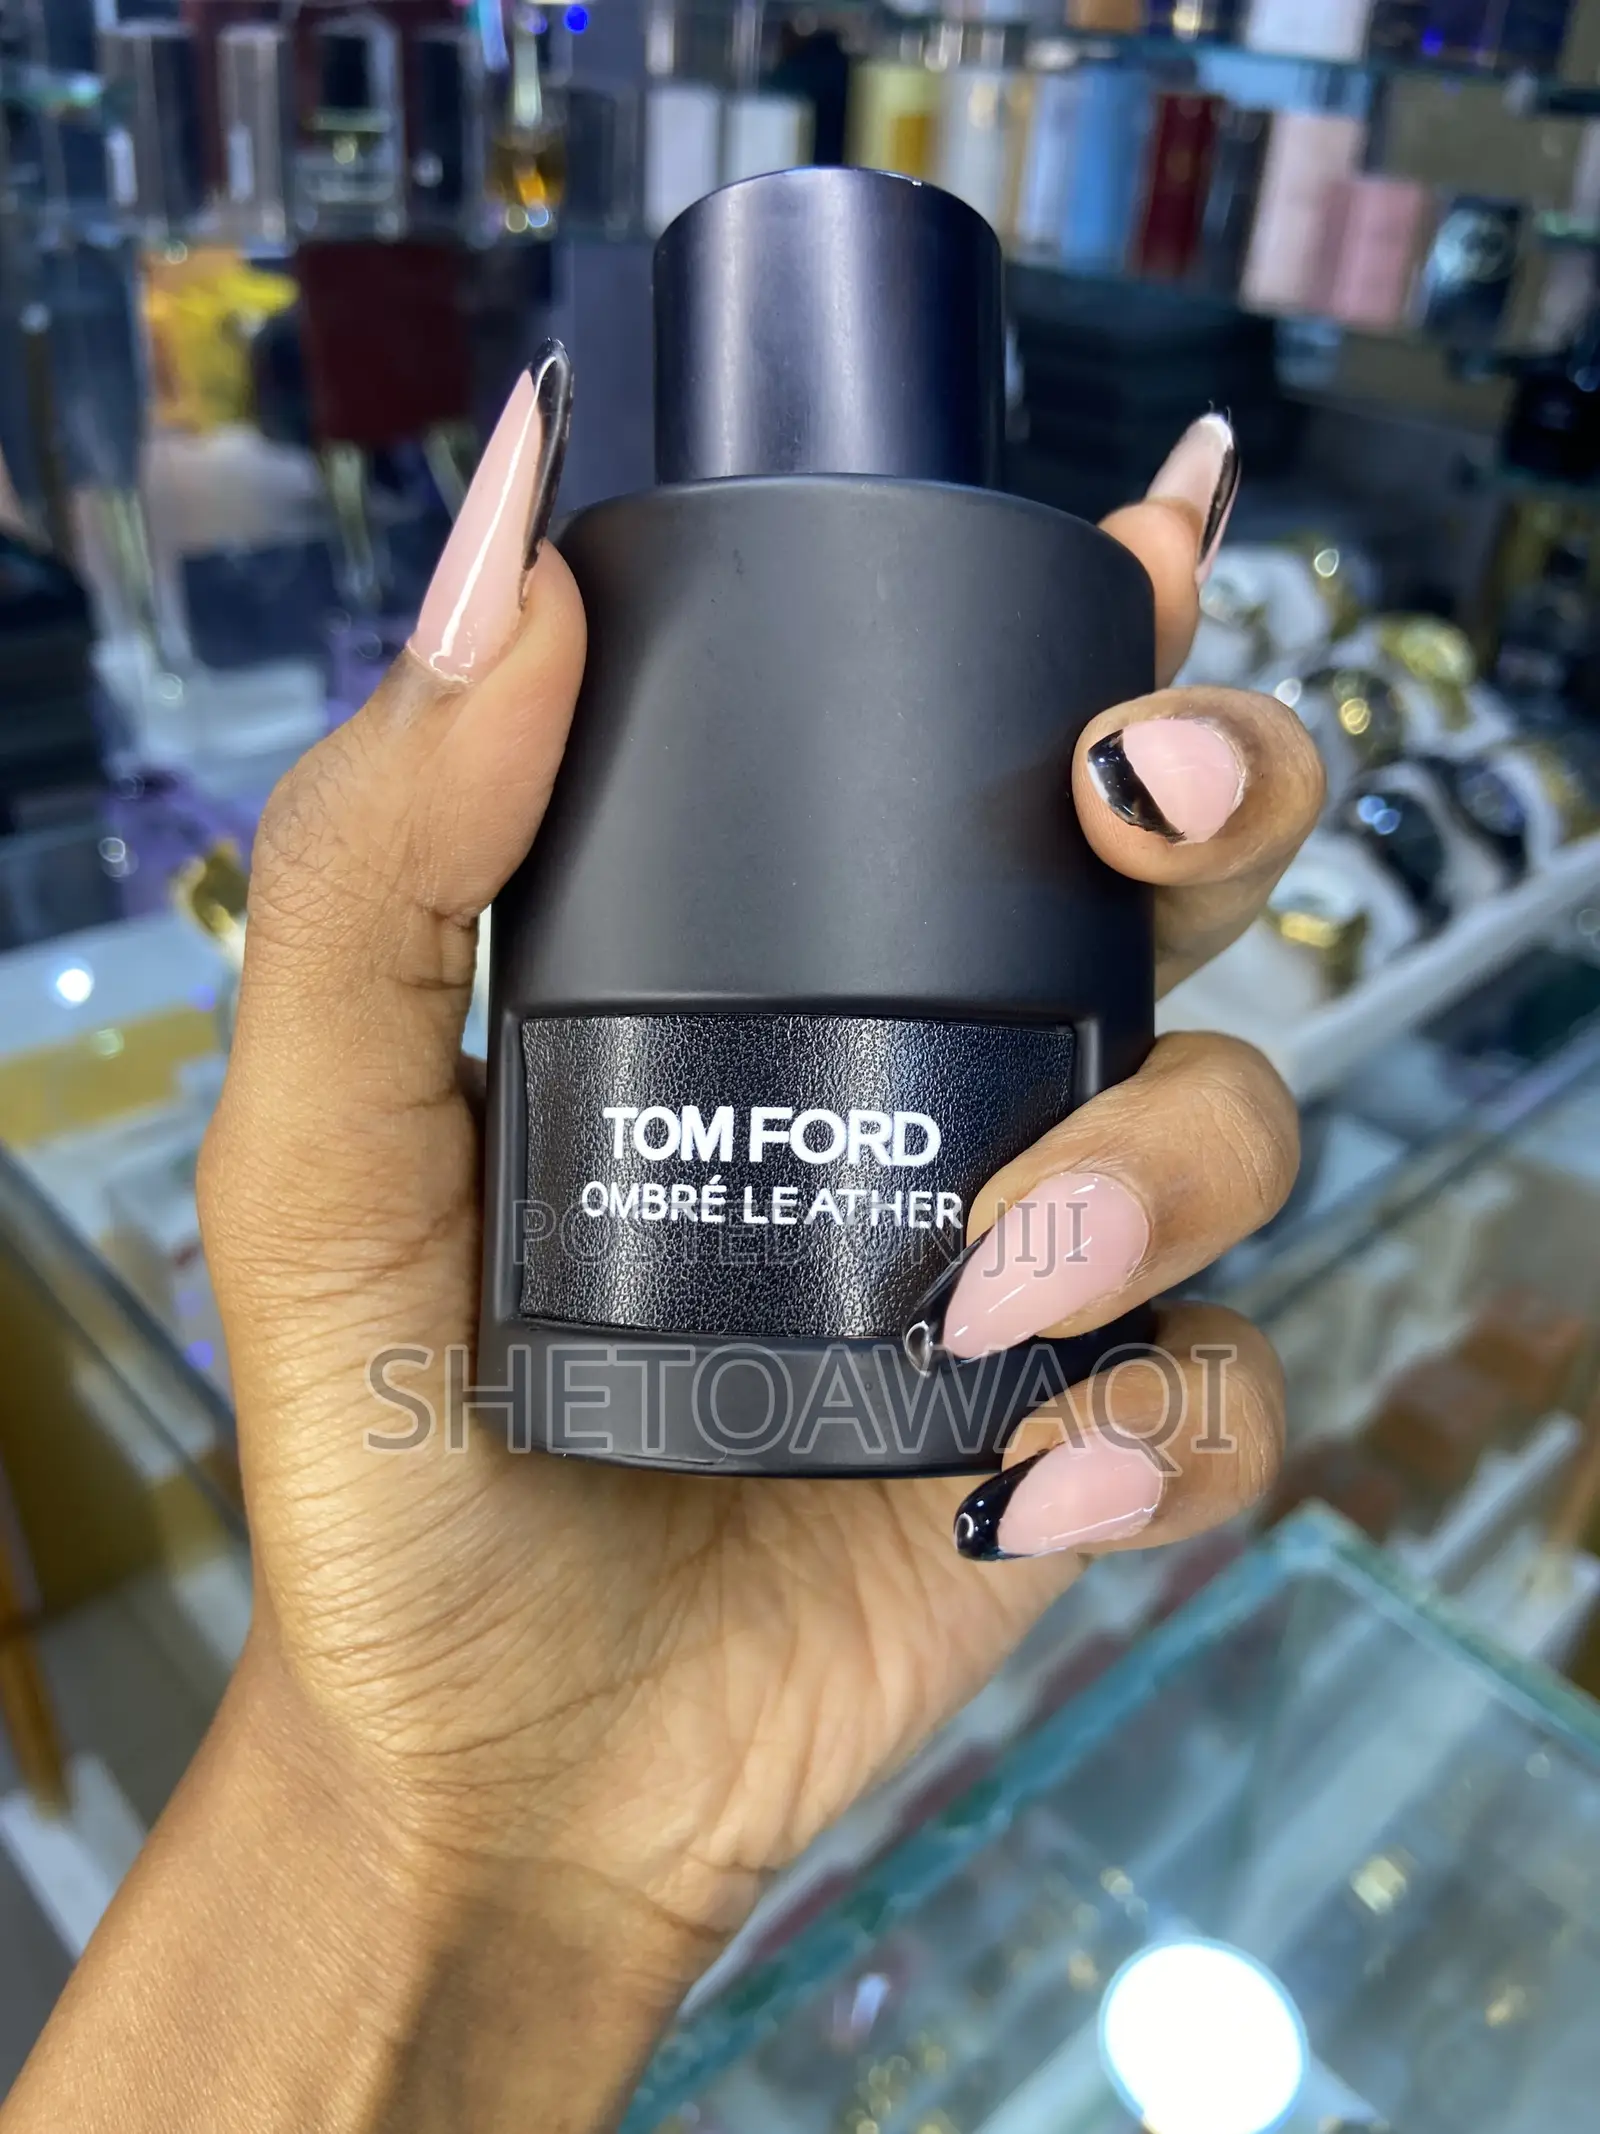 TOM FORD
OMBRÉ LEATHER
POSTED ON JIJI
SHETOAWAQI